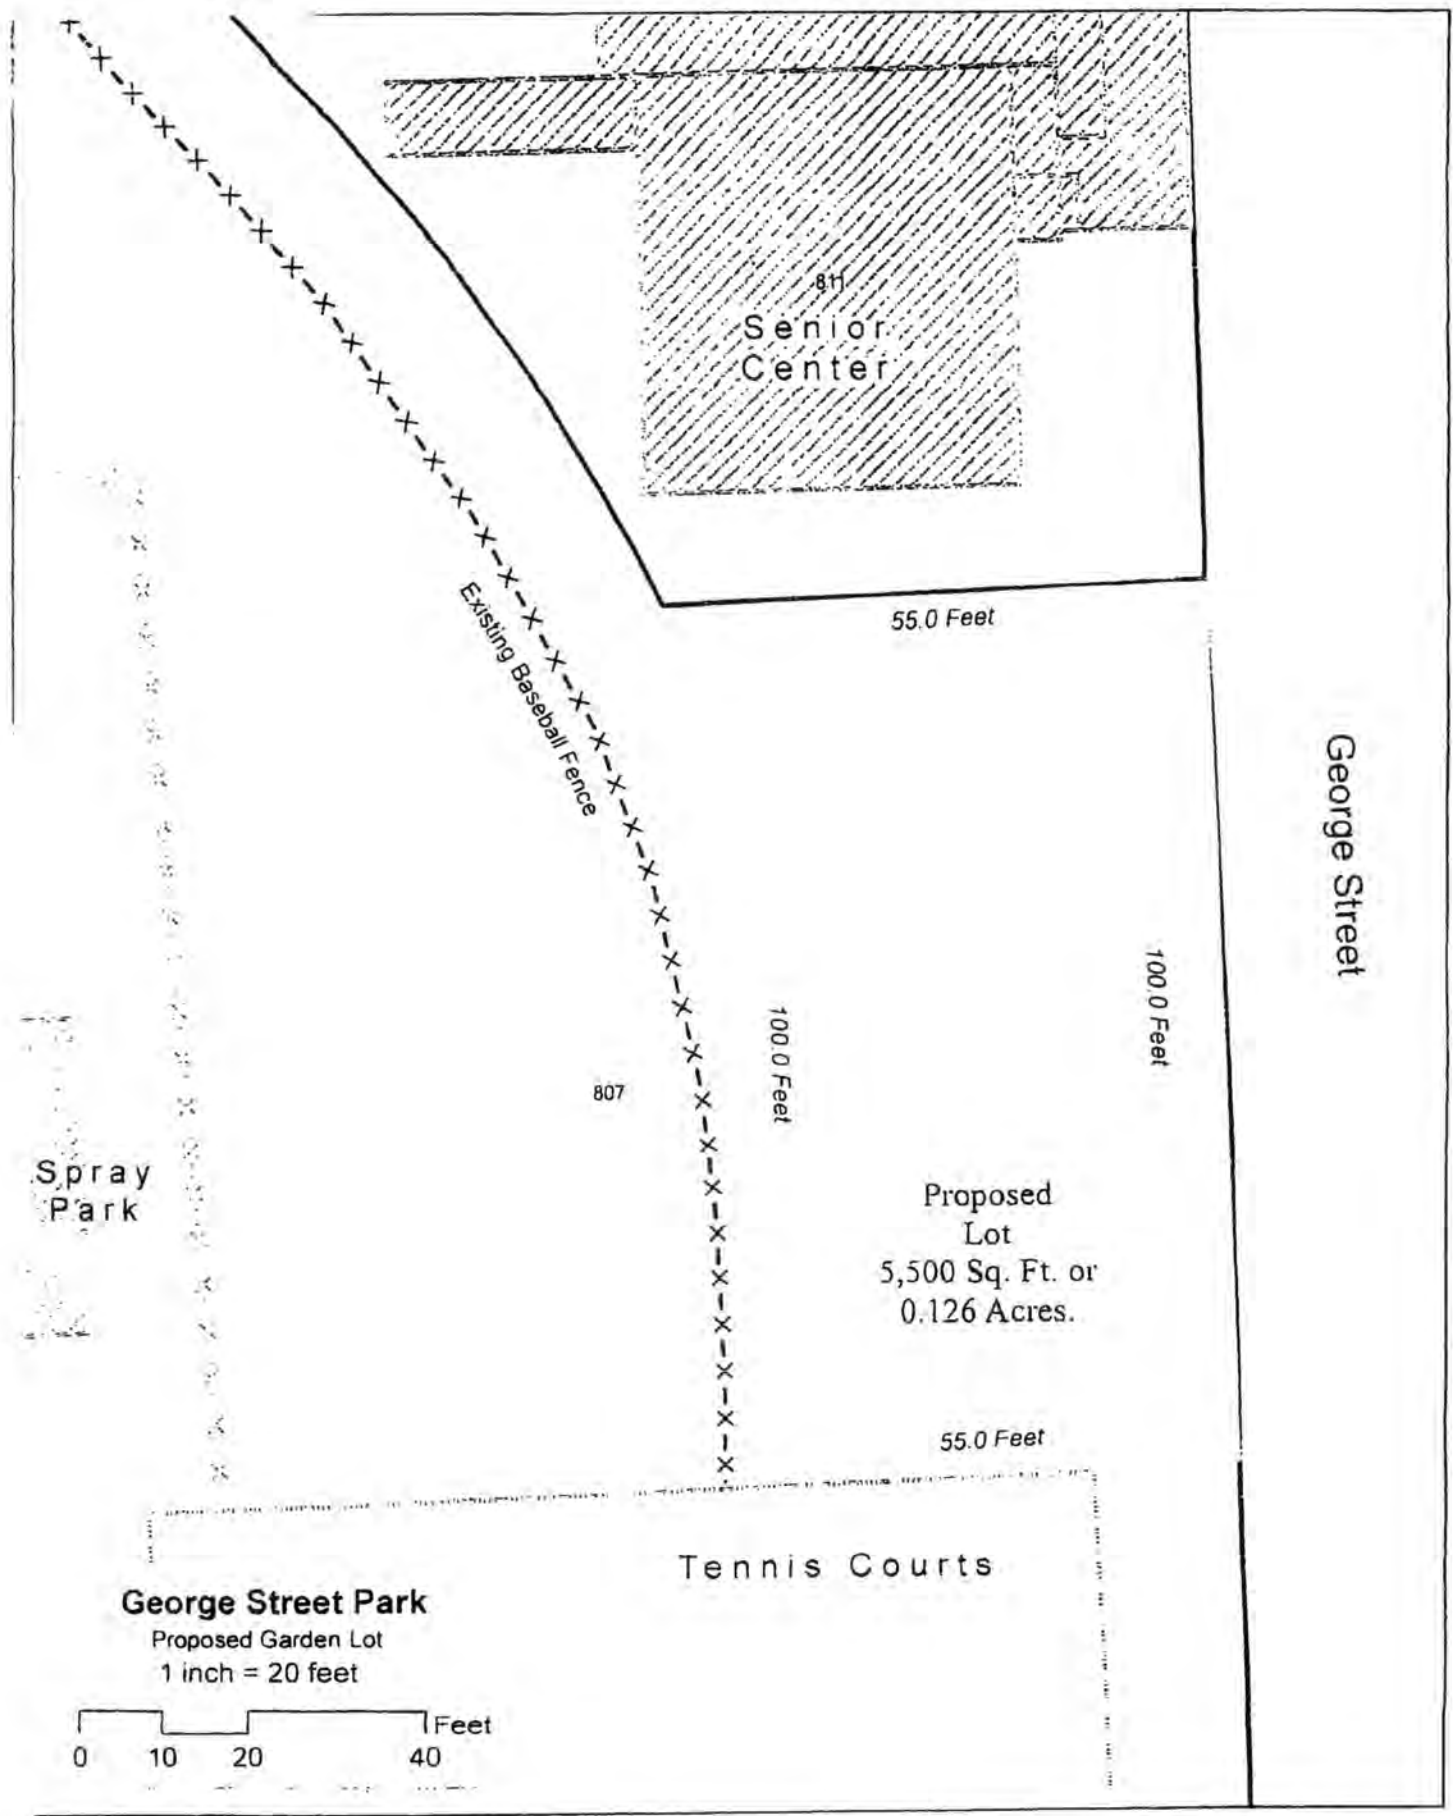 811
Senior
Center
55.0 Feet
Existing Baseball Fence
George Street
100.0 Feet
100.0 Feet
807
Spray
Park
Proposed
Lot
5,500 Sq. Ft. or
0.126 Acres.
55.0 Feet
Tennis Courts
George Street Park
Proposed Garden Lot
1 inch = 20 feet
Feet
0 10 20 40